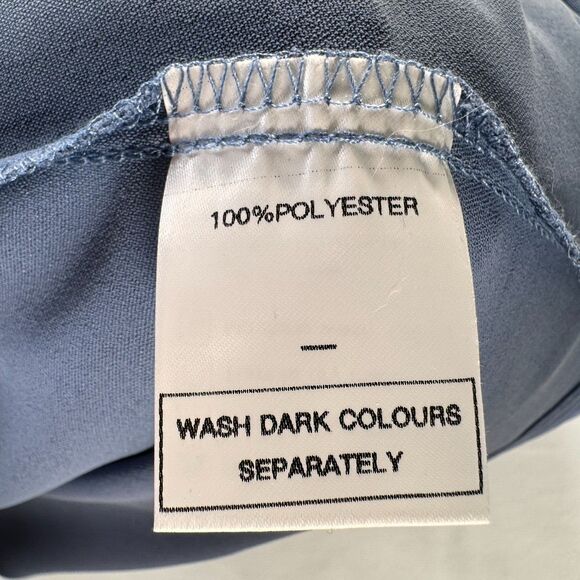 100%POLYESTER
—
WASH DARK COLOURS
SEPARATELY